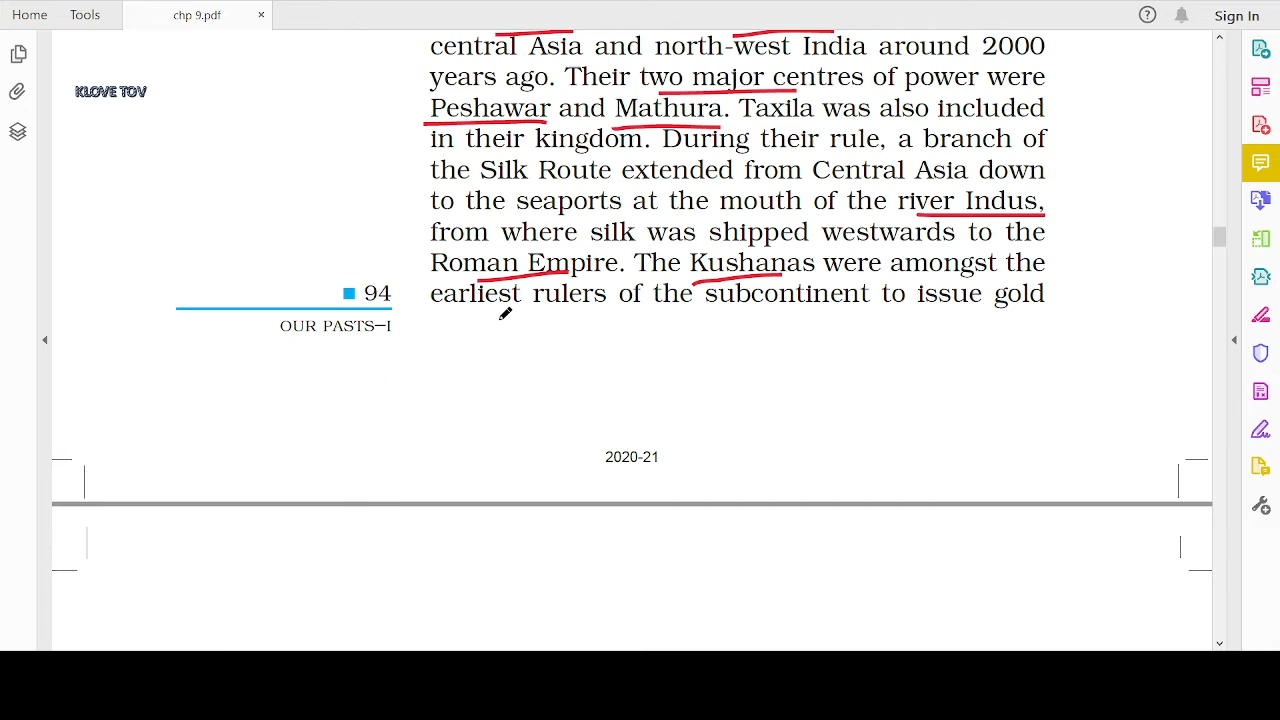 Home Tools chp 9.pdf × ? Sign In
central Asia and north-west India around 2000
years ago. Their two major centres of power were
KLOVE TOV
Peshawar and Mathura. Taxila was also included
in their kingdom. During their rule, a branch of
the Silk Route extended from Central Asia down
to the seaports at the mouth of the river Indus,
from where silk was shipped westwards to the
Roman Empire. The Kushanas were amongst the
earliest rulers of the subcontinent to issue gold
94
OUR PASTS—I
2020-21